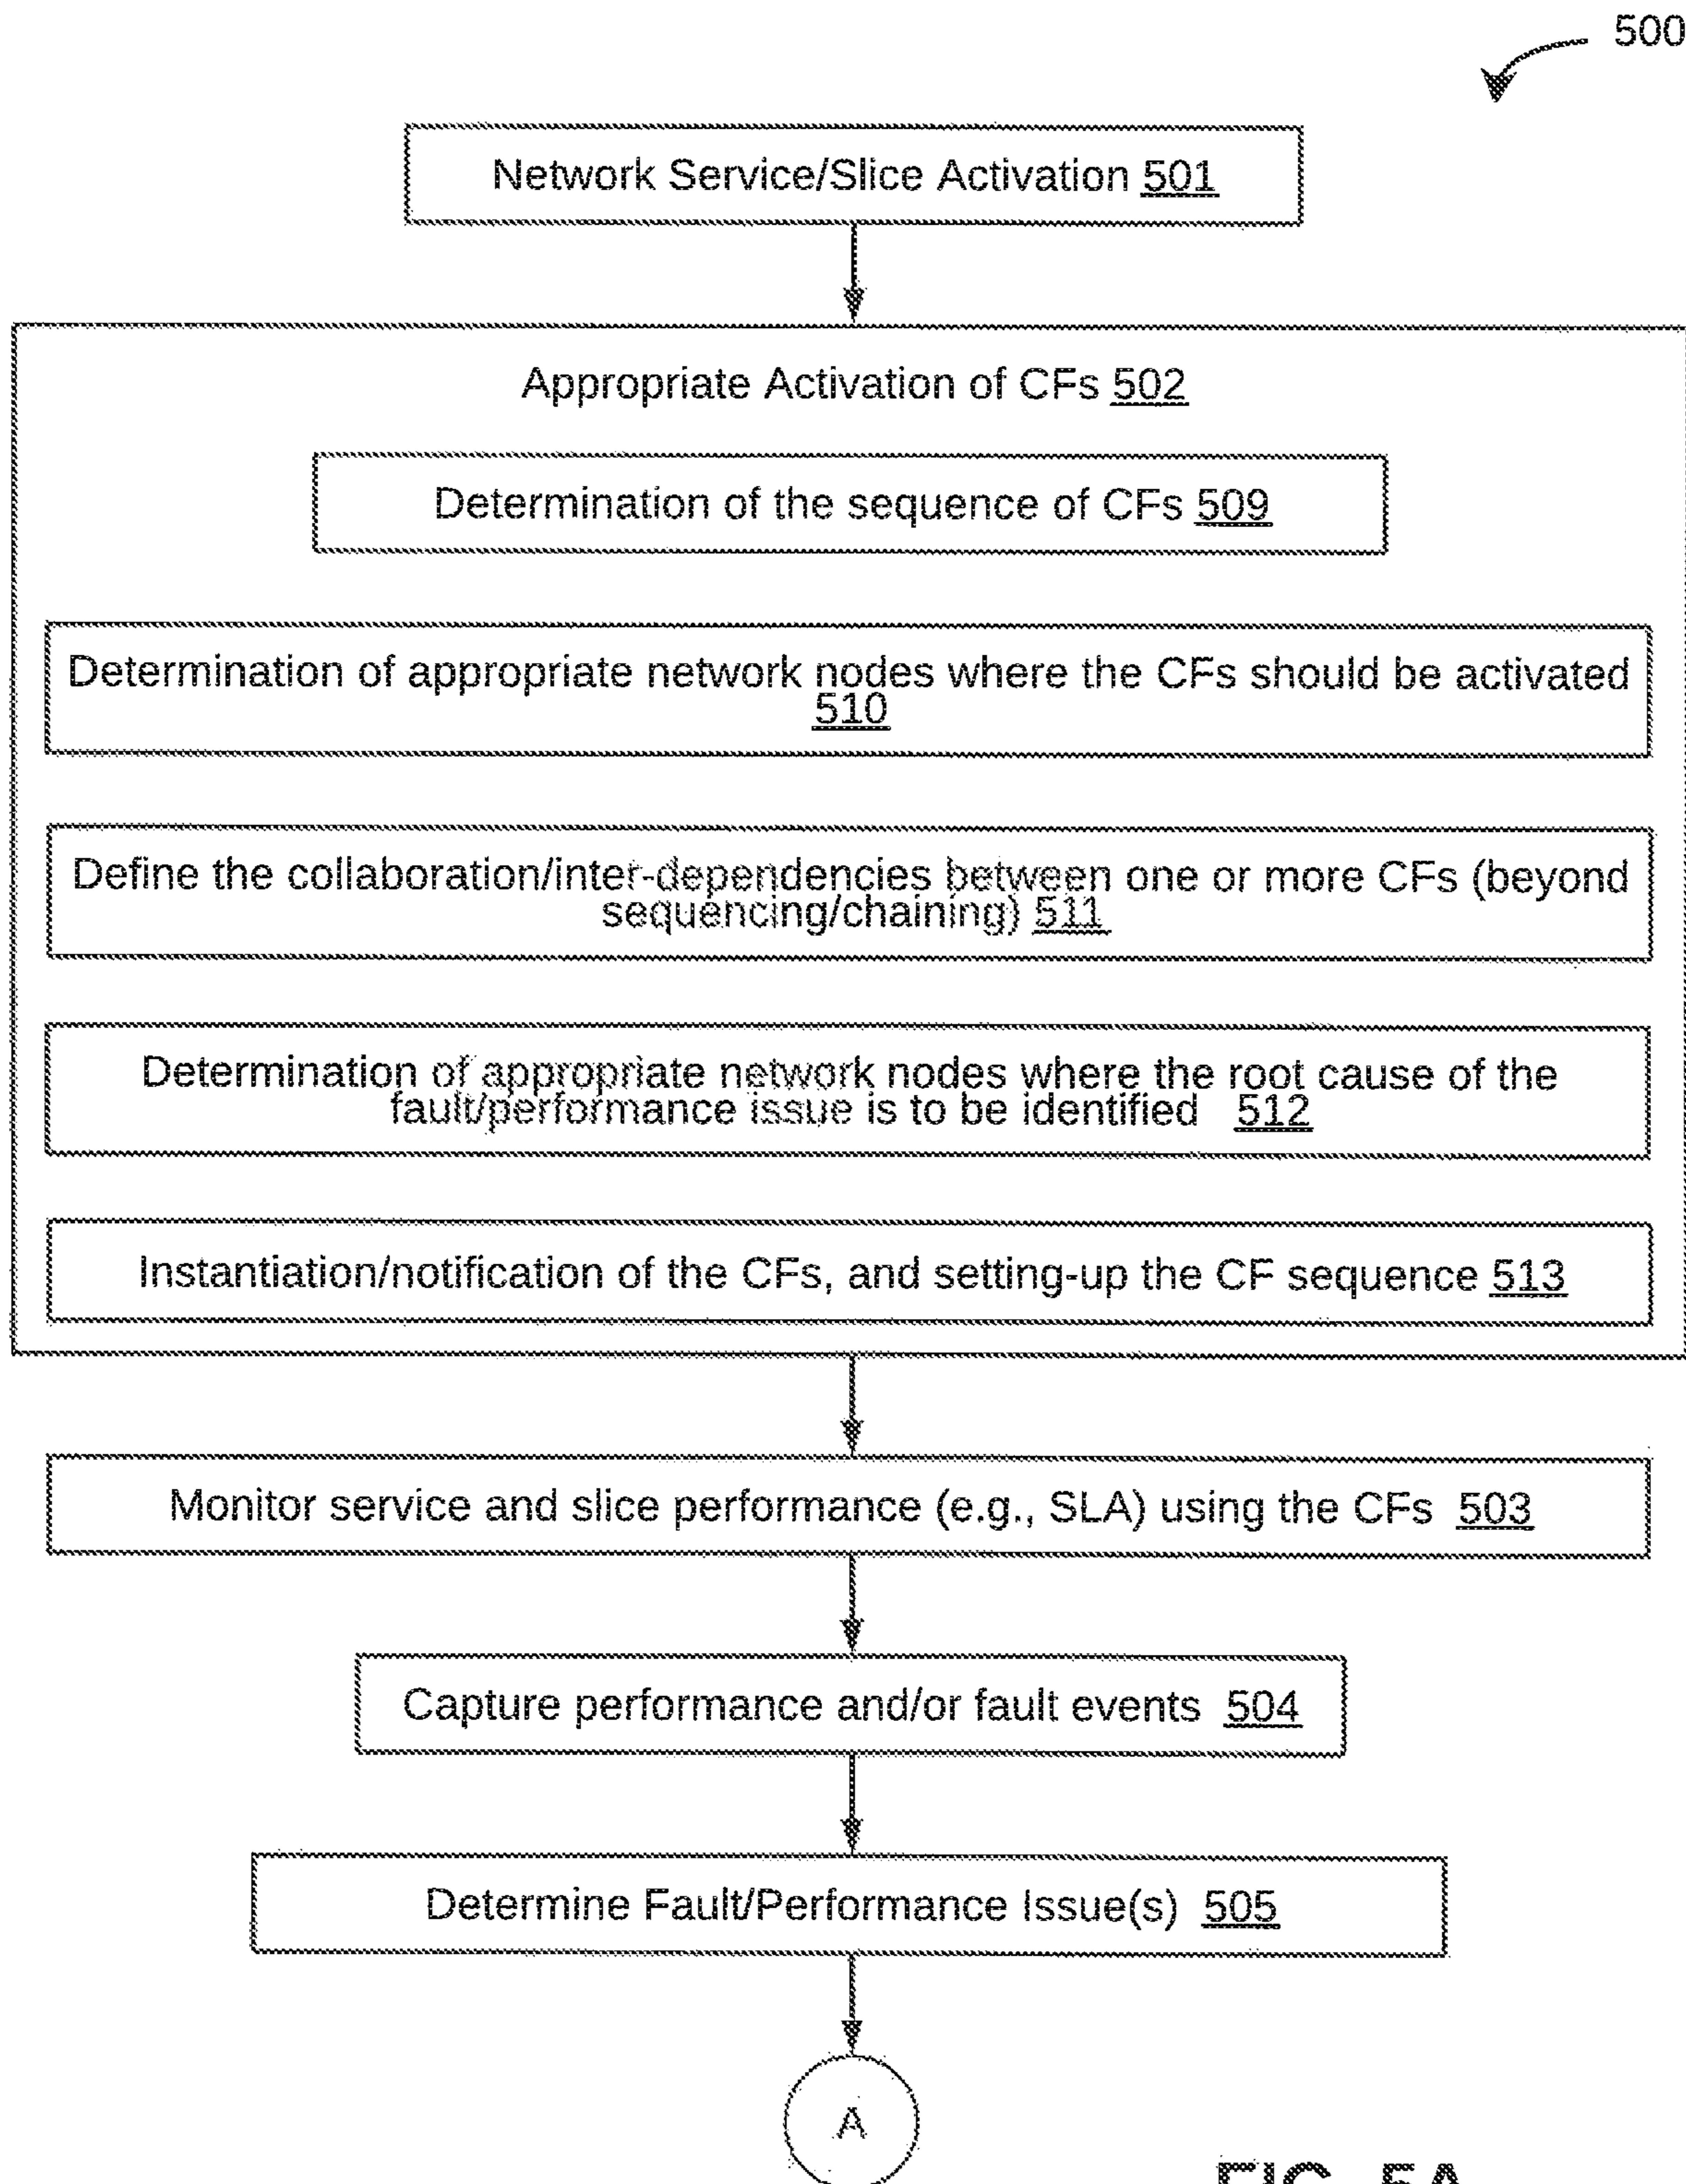 500
Network Service/Slice Activation 501
Appropriate Activation of CFs 502
Determination of the sequence of CFs 509
Determination of appropriate network nodes where the CFs should be activated
510
Define the collaboration/inter-dependencies between one or more CFs (beyond
sequencing/chaining) 511
Determination of appropriate network nodes where the root cause of the
fault/performance issue is to be identified 512
Instantiation/notification of the CFs, and setting-up the CF sequence 513
Monitor service and slice performance (e.g., SLA) using the CFs 503
Capture performance and/or fault events 504
Determine Fault/Performance Issue(s) 505
A
FIG. 5A